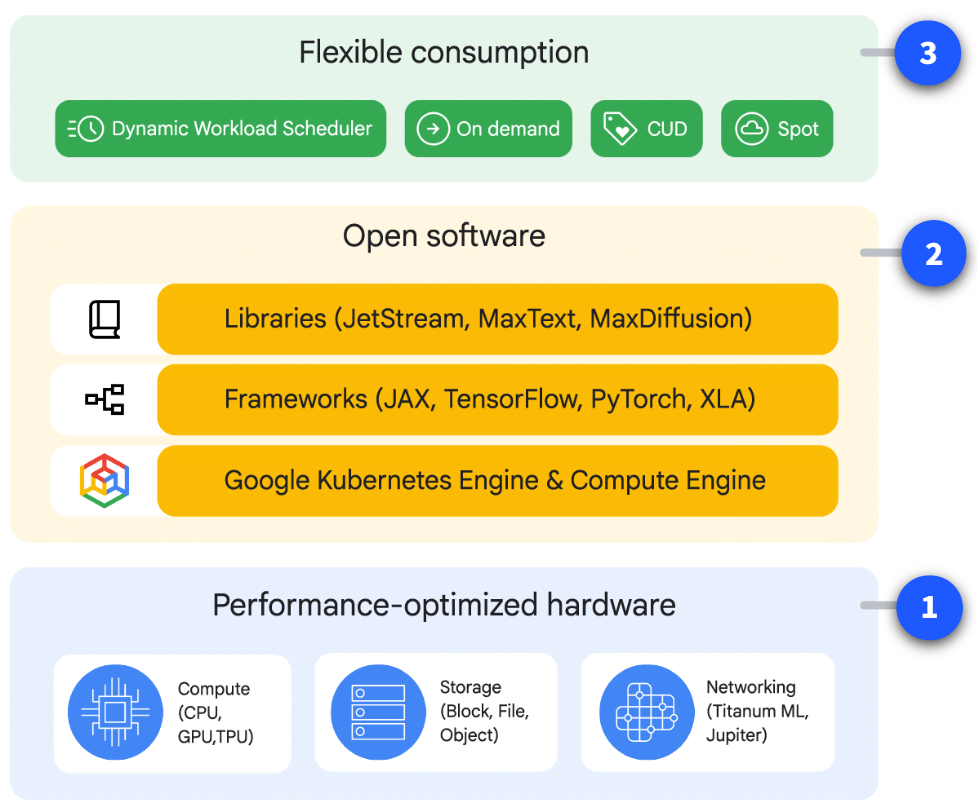 Flexible consumption
3
Dynamic Workload Scheduler
On demand
CUD
Spot
Open software
2
Libraries (JetStream, MaxText, MaxDiffusion)
Frameworks (JAX, TensorFlow, PyTorch, XLA)
Google Kubernetes Engine & Compute Engine
Performance-optimized hardware
1
Compute
(CPU,
GPU,TPU)
Storage
(Block, File,
Object)
Networking
(Titanum ML,
Jupiter)